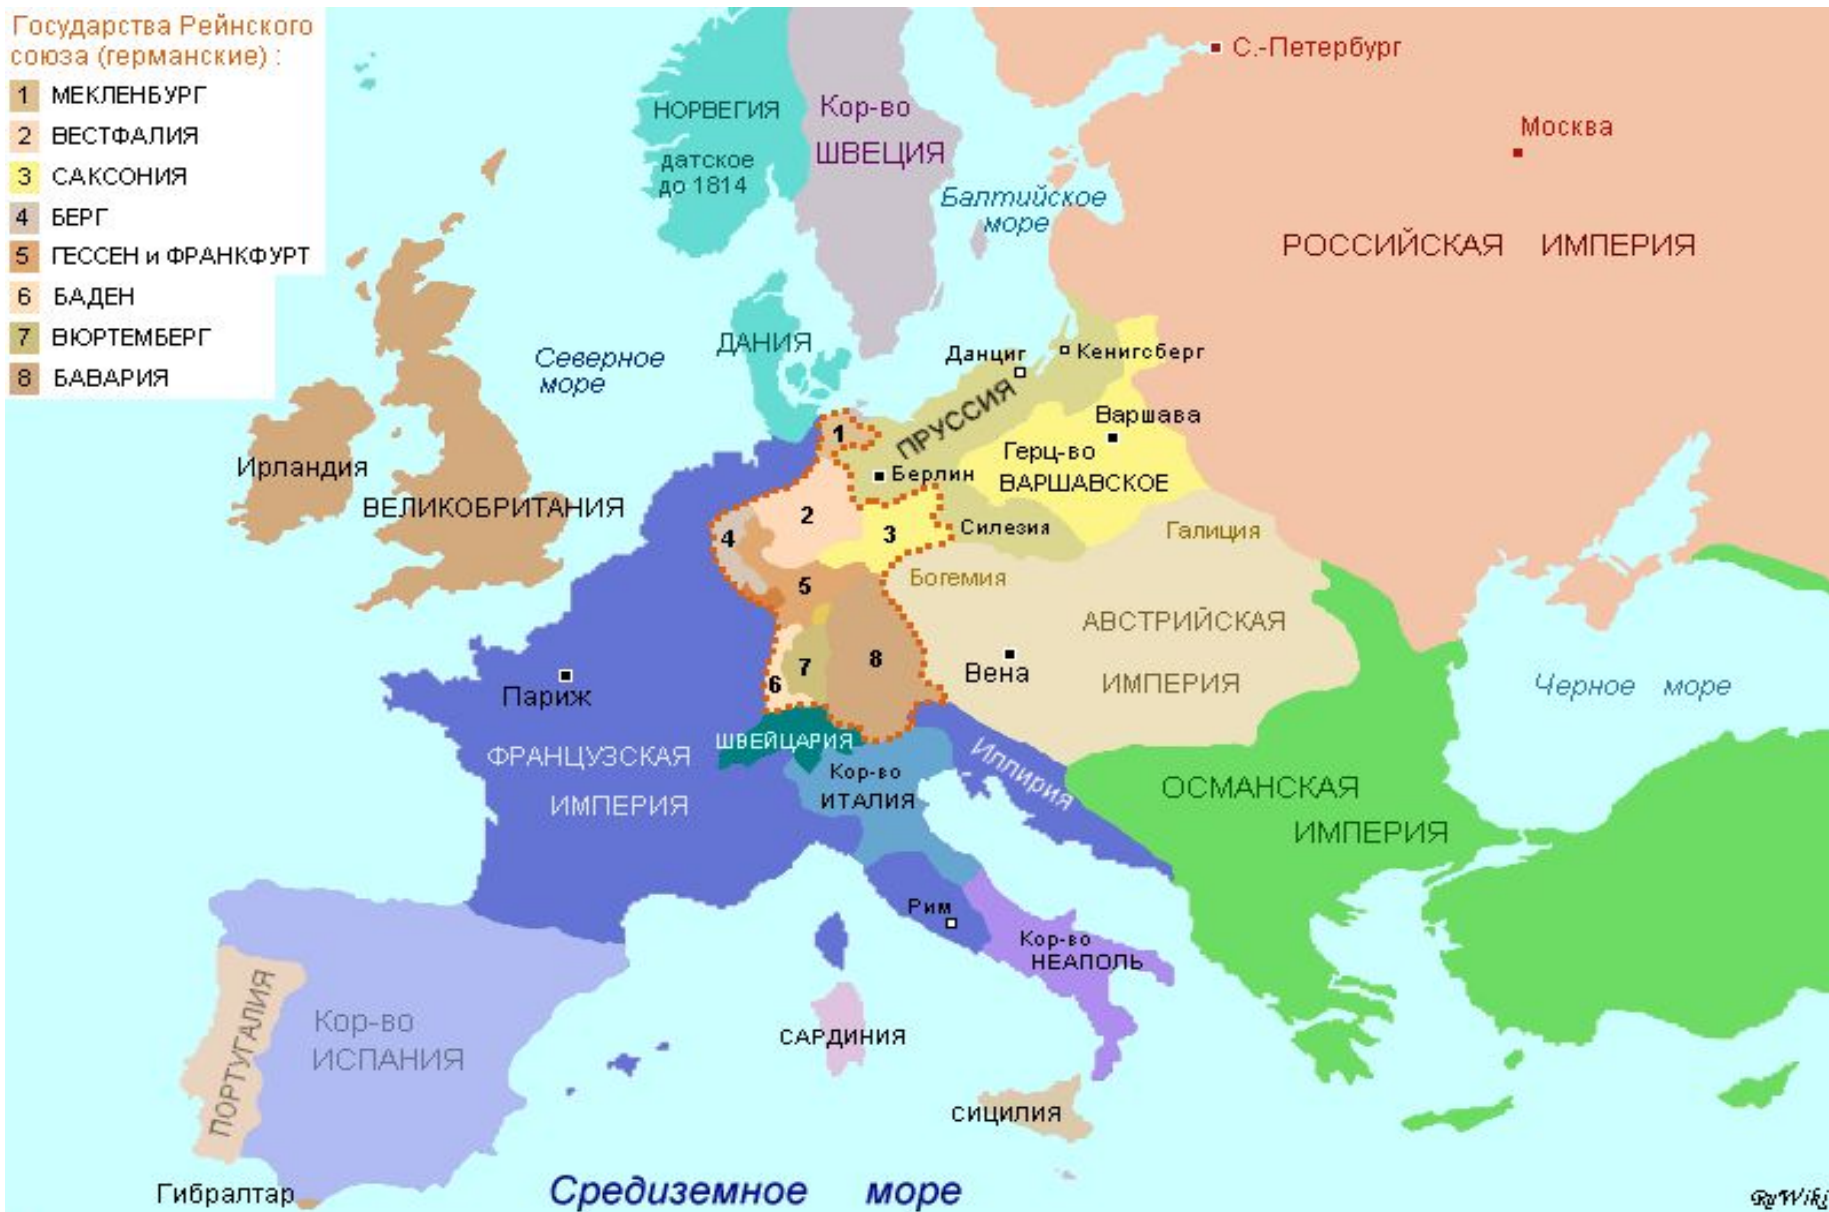 Государства Рейнского
союза (германские) :
1 МЕКЛЕНБУРГ
2 ВЕСТФАЛИЯ
3 САКСОНИЯ
4 БЕРГ
5 ГЕССЕН и ФРАНКФУРТ
6 БАДЕН
7 ВЮРТЕМБЕРГ
8 БАВАРИЯ
С.-Петербург
Москва
НОРВЕГИЯ
датское
до 1814
Кор-во
ШВЕЦИЯ
Балтийское
море
РОССИЙСКАЯ ИМПЕРИЯ
Северное
море
ДАНИЯ
Данциг
Кенигсберг
ПРУССИЯ
Варшава
Герц-во
ВАРШАВСКОЕ
Берлин
Ирландия
ВЕЛИКОБРИТАНИЯ
1
2
3
4
5
6
7
8
Силезия
Галиция
Богемия
АВСТРИЙСКАЯ
ИМПЕРИЯ
Вена
Париж
ФРАНЦУЗСКАЯ
ИМПЕРИЯ
ШВЕЙЦАРИЯ
Кор-во
ИТАЛИЯ
Иллирия
Черное море
ОСМАНСКАЯ
ИМПЕРИЯ
Рим
Кор-во
НЕАПОЛЬ
ПОРТУГАЛИЯ
Кор-во
ИСПАНИЯ
САРДИНИЯ
СИЦИЛИЯ
Гибралтар
Средиземное море
RuWiki